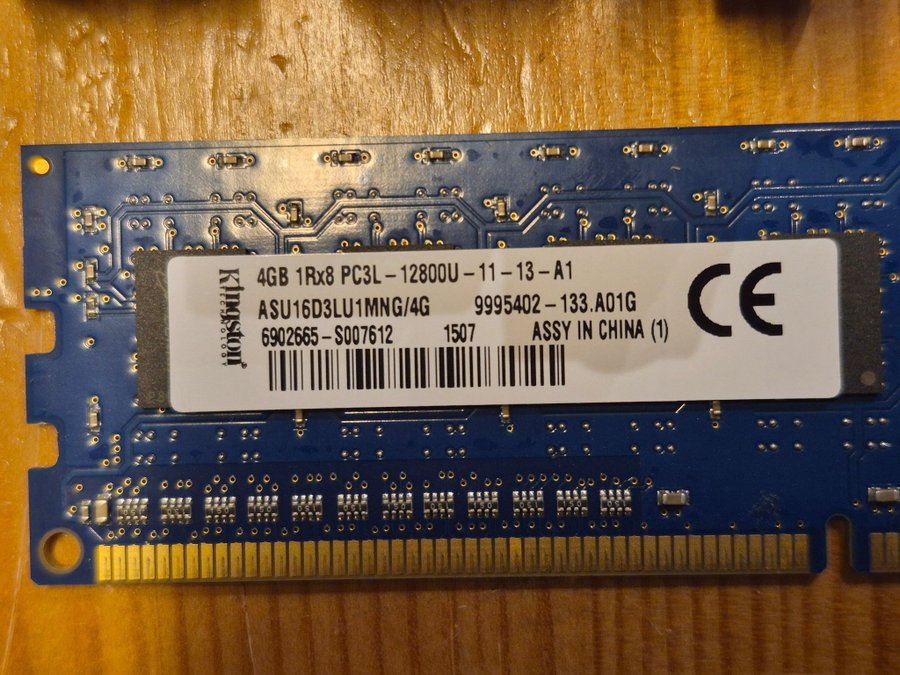 Kingston
TECHNOLOGY
4GB 1Rx8 PC3L-12800U-11-13-A1
ASU16D3LU1MNG/4G 9995402-133.A01G
6902665-S007612 1507 ASSY IN CHINA (1)
CE